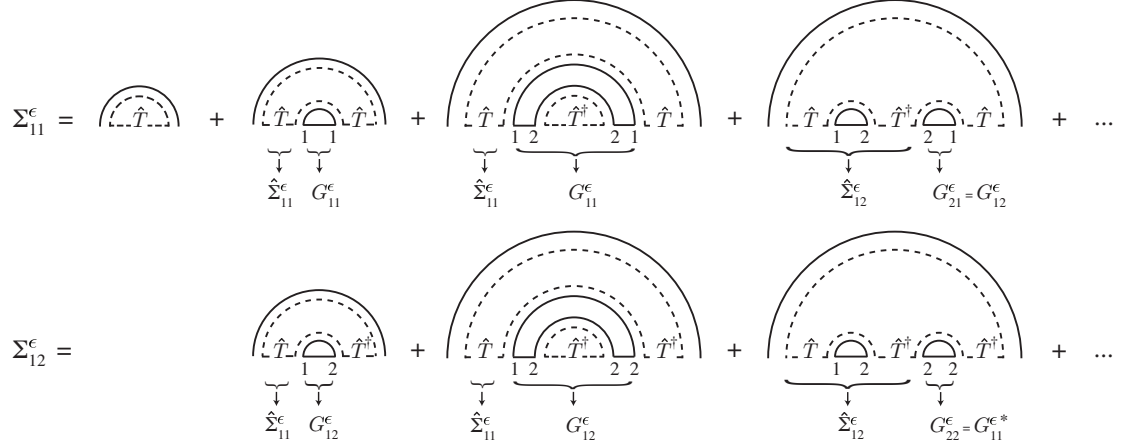 Σ^ϵ_11 = T̂ + T̂ T̂ + T̂ T̂† T̂ + T̂ T̂† T̂ + ...
1 1 1 2 2 1 1 2 2 1
Σ̂^ϵ_11 G^ϵ_11 Σ̂^ϵ_11 G^ϵ_11 Σ̂^ϵ_12 G^ϵ_21 = G^ϵ_12
Σ^ϵ_12 = T̂ T̂† + T̂ T̂† T̂† + T̂ T̂† T̂† + ...
1 2 1 2 2 2 1 2 2 2
Σ̂^ϵ_11 G^ϵ_12 Σ̂^ϵ_11 G^ϵ_12 Σ̂^ϵ_12 G^ϵ_22 = G^ϵ*_11